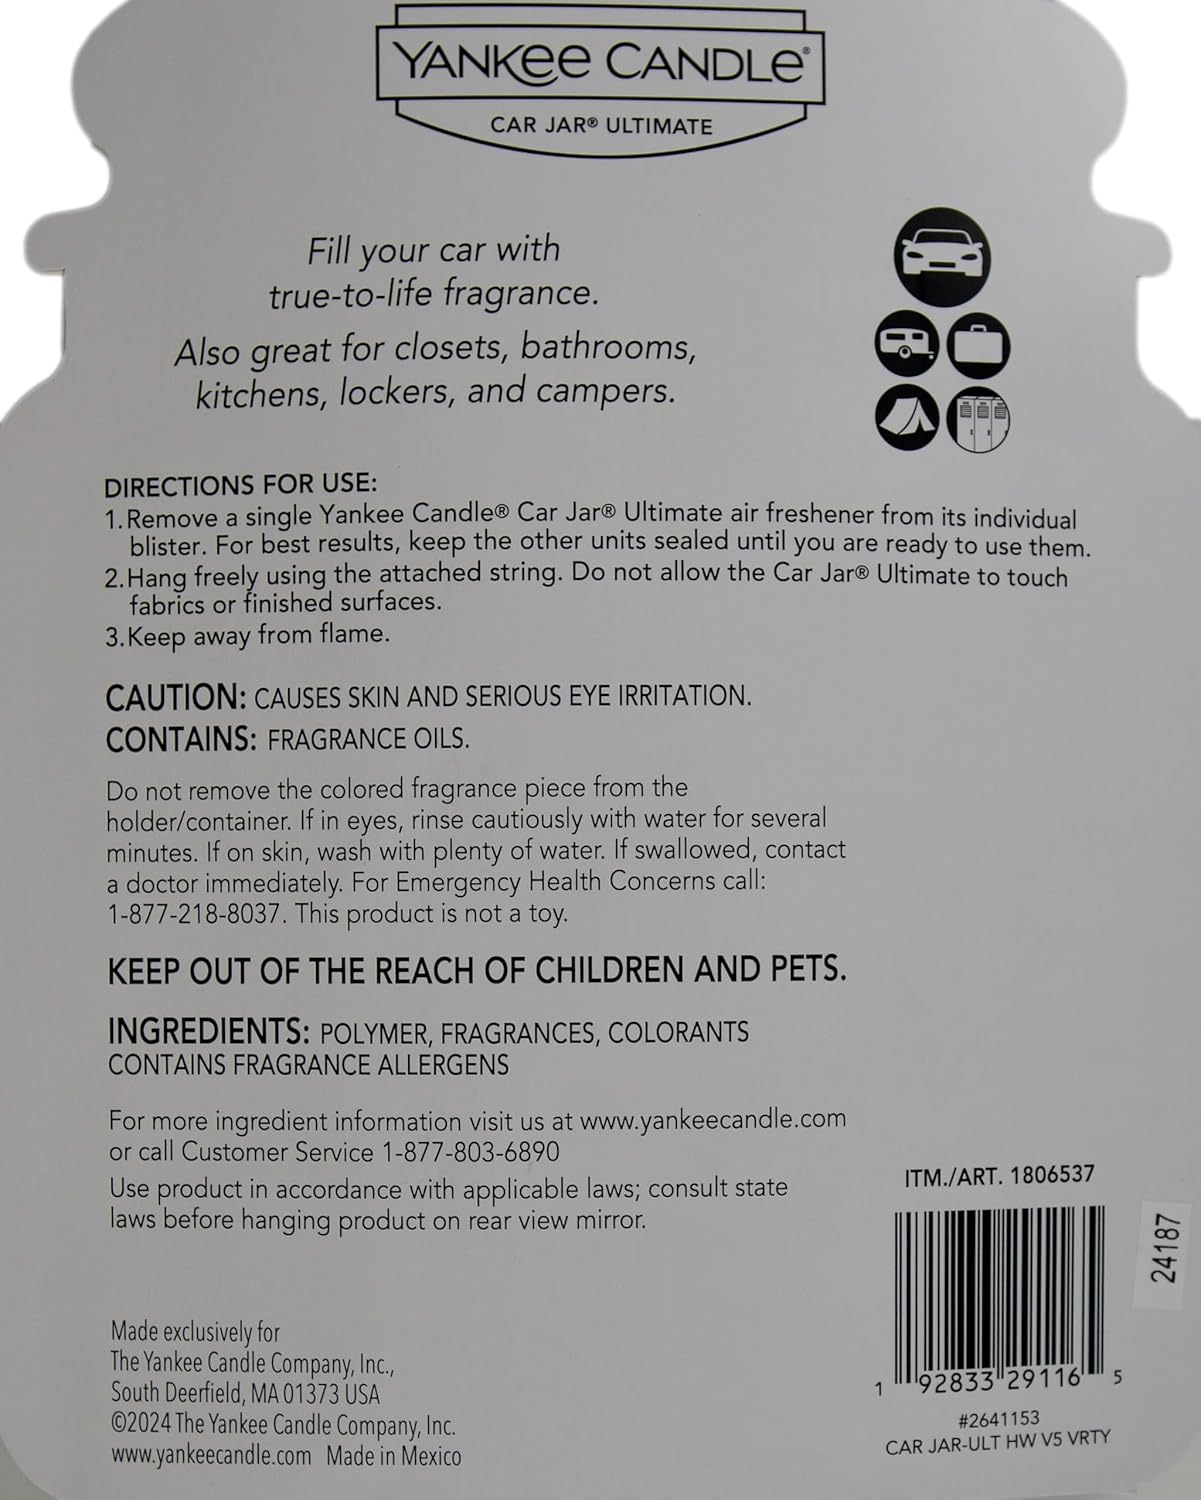 YANKEE CANDLE®
CAR JAR® ULTIMATE
Fill your car with
true-to-life fragrance.
Also great for closets, bathrooms,
kitchens, lockers, and campers.
DIRECTIONS FOR USE:
1. Remove a single Yankee Candle® Car Jar® Ultimate air freshener from its individual
blister. For best results, keep the other units sealed until you are ready to use them.
2. Hang freely using the attached string. Do not allow the Car Jar® Ultimate to touch
fabrics or finished surfaces.
3. Keep away from flame.
CAUTION: CAUSES SKIN AND SERIOUS EYE IRRITATION.
CONTAINS: FRAGRANCE OILS.
Do not remove the colored fragrance piece from the
holder/container. If in eyes, rinse cautiously with water for several
minutes. If on skin, wash with plenty of water. If swallowed, contact
a doctor immediately. For Emergency Health Concerns call:
1-877-218-8037. This product is not a toy.
KEEP OUT OF THE REACH OF CHILDREN AND PETS.
INGREDIENTS: POLYMER, FRAGRANCES, COLORANTS
CONTAINS FRAGRANCE ALLERGENS
For more ingredient information visit us at www.yankeecandle.com
or call Customer Service 1-877-803-6890
Use product in accordance with applicable laws; consult state
laws before hanging product on rear view mirror.
Made exclusively for
The Yankee Candle Company, Inc.,
South Deerfield, MA 01373 USA
©2024 The Yankee Candle Company, Inc.
www.yankeecandle.com Made in Mexico
ITM./ART. 1806537
1 92833 29116 5
#2641153
CAR JAR-ULT HW V5 VRTY
24187